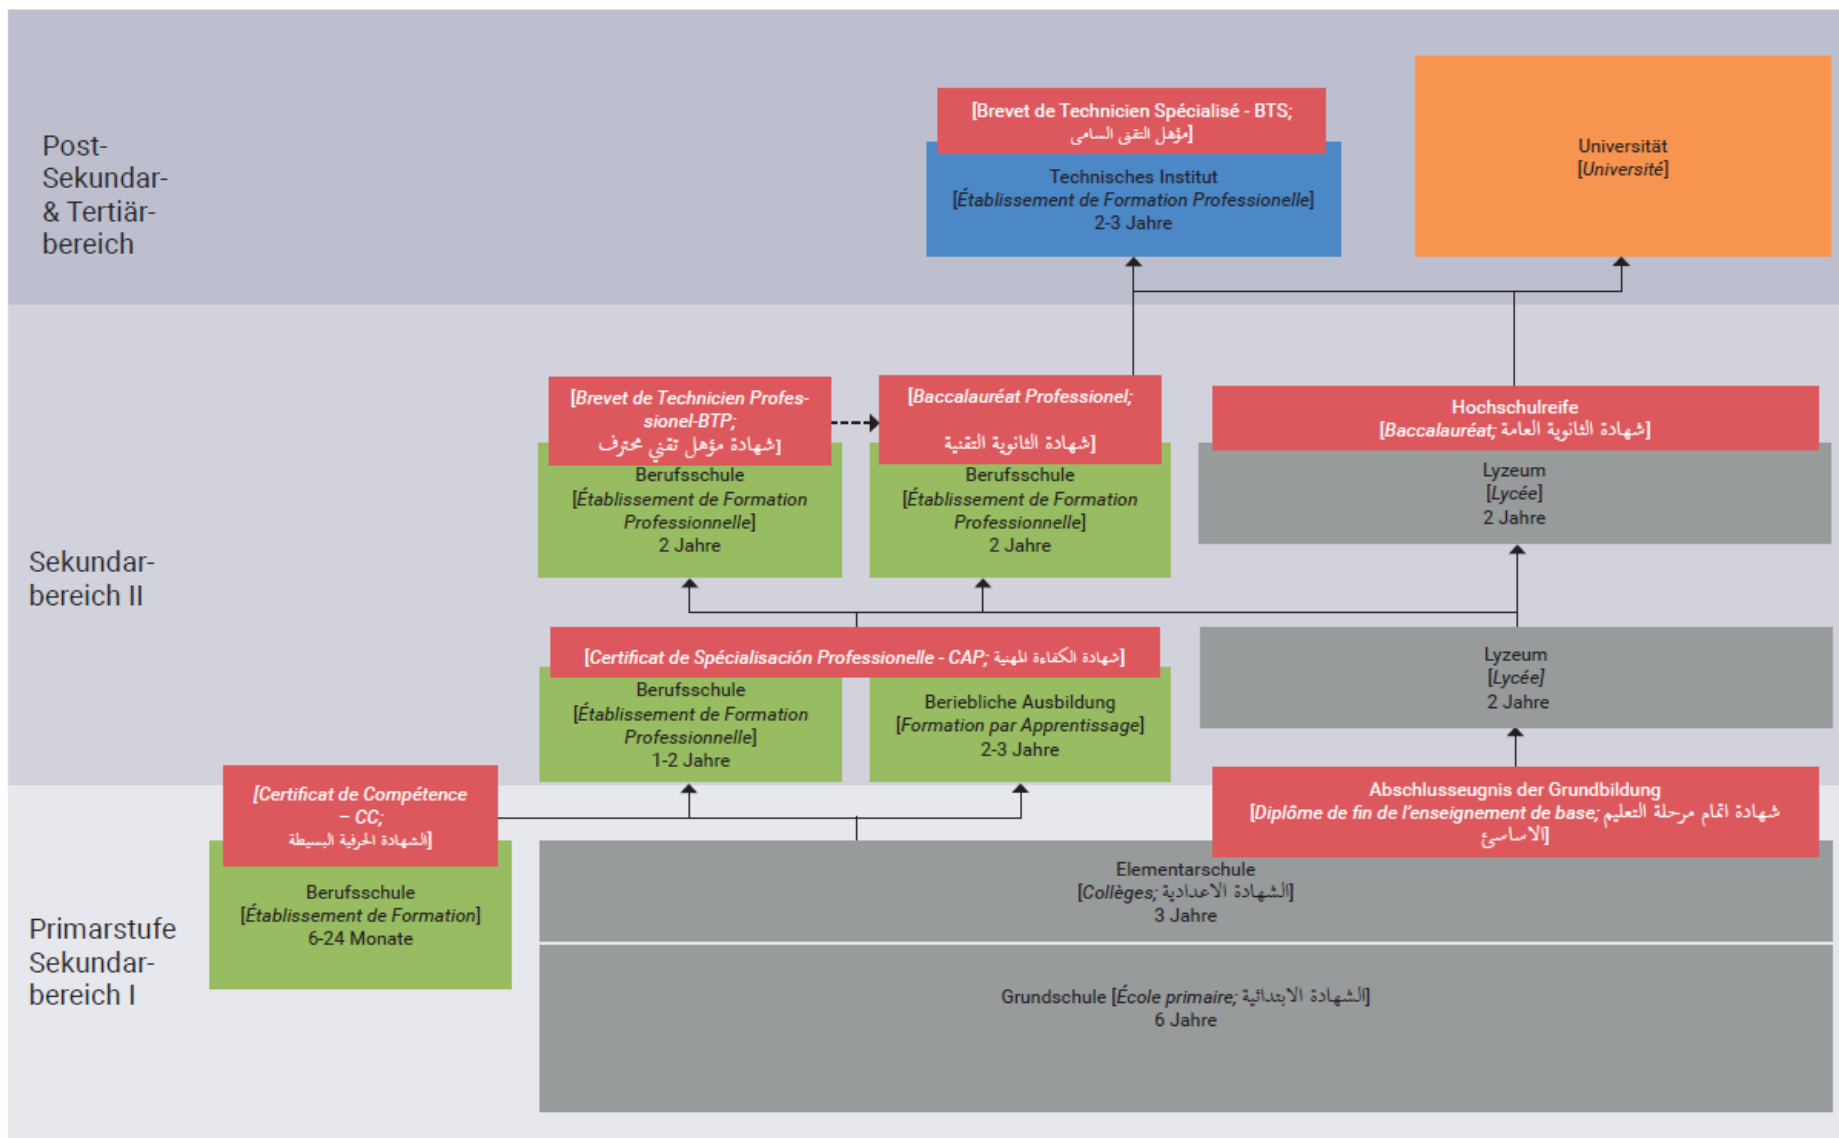 Post-
Sekundar-
& Tertiär-
bereich
[Brevet de Technicien Spécialisé - BTS;
مؤهل التقني السامي]
Technisches Institut
[Établissement de Formation Professionelle]
2-3 Jahre
Universität
[Université]
Sekundar-
bereich II
[Brevet de Technicien Profes-
sionel-BTP;
شهادة مؤهل تقني محترف]
Berufsschule
[Établissement de Formation
Professionnelle]
2 Jahre
[Baccalauréat Professionel;
شهادة الثانوية التقنية]
Berufsschule
[Établissement de Formation
Professionnelle]
2 Jahre
Hochschulreife
[Baccalauréat; شهادة الثانوية العامة]
Lyzeum
[Lycée]
2 Jahre
[Certificat de Spécialisación Professionelle - CAP; شهادة الكفاءة المهنية]
Berufsschule
[Établissement de Formation
Professionnelle]
1-2 Jahre
Beriebliche Ausbildung
[Formation par Apprentissage]
2-3 Jahre
Lyzeum
[Lycée]
2 Jahre
Primarstufe
Sekundar-
bereich I
[Certificat de Compétence
– CC;
الشهادة الحرفية البسيطة]
Berufsschule
[Établissement de Formation]
6-24 Monate
Abschlusseugnis der Grundbildung
[Diplôme de fin de l'enseignement de base; شهادة اتمام مرحلة التعليم
الاساسئ]
Elementarschule
[Collèges; الشهادة الاعدادية]
3 Jahre
Grundschule [École primaire; الشهادة الابتدائية]
6 Jahre